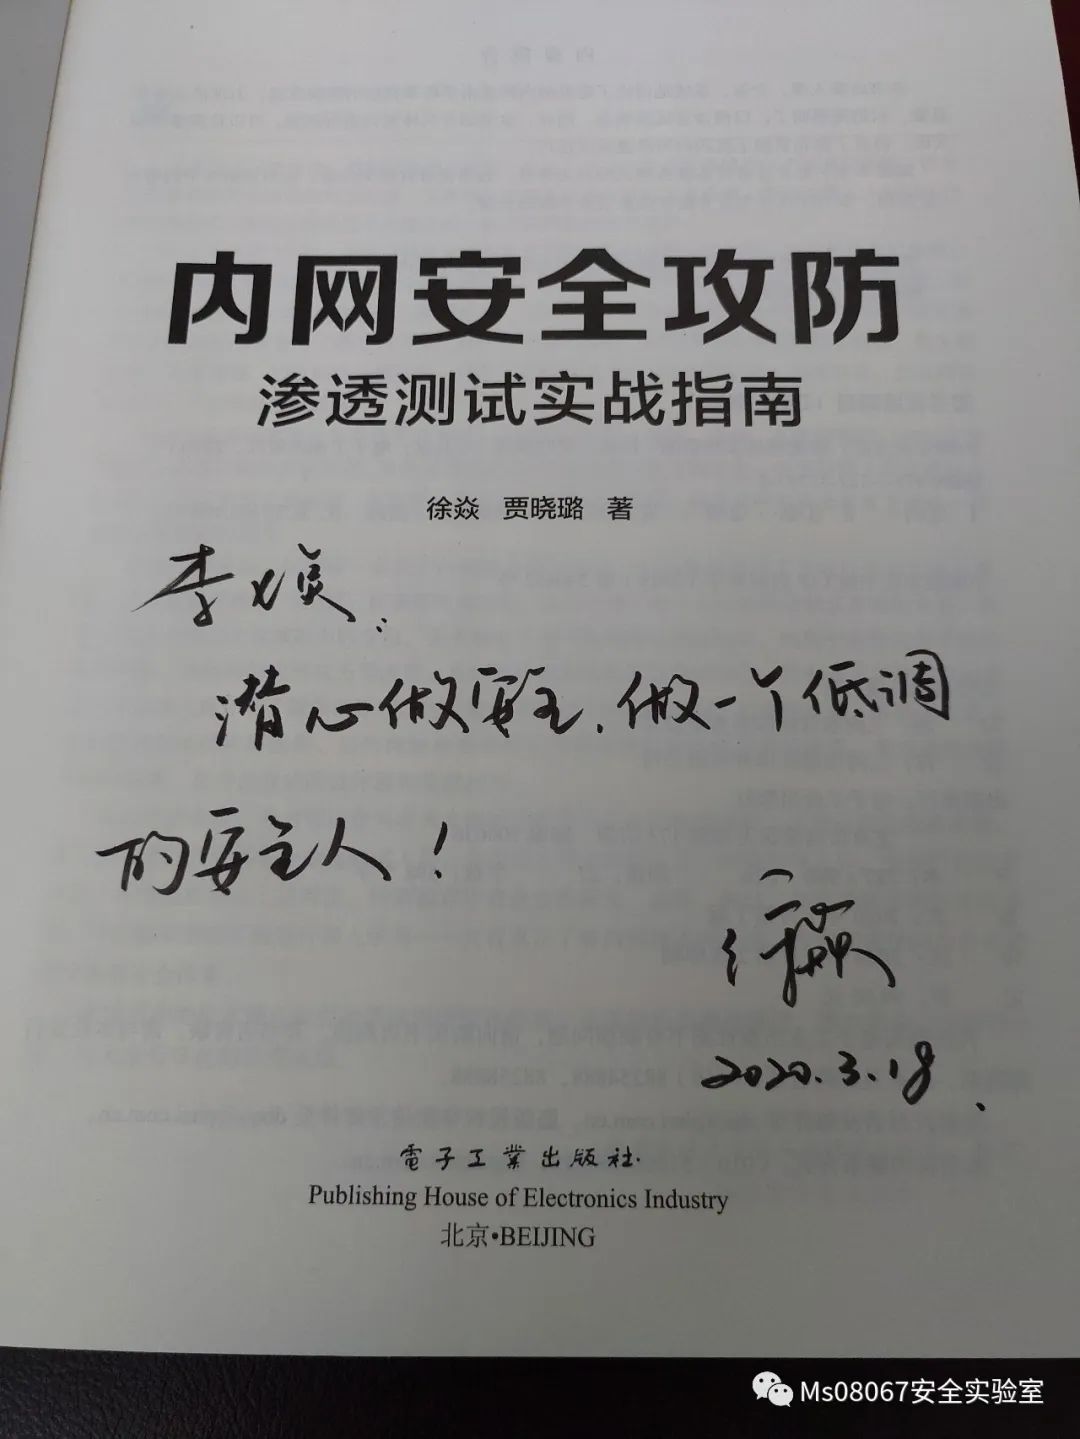 内网安全攻防
渗透测试实战指南
徐焱 贾晓璐 著
李焕:
潜心做安全,做一个低调
的安全人!
2020.3.18.
電子工業出版社.
Publishing House of Electronics Industry
北京•BEIJING
Ms08067安全实验室